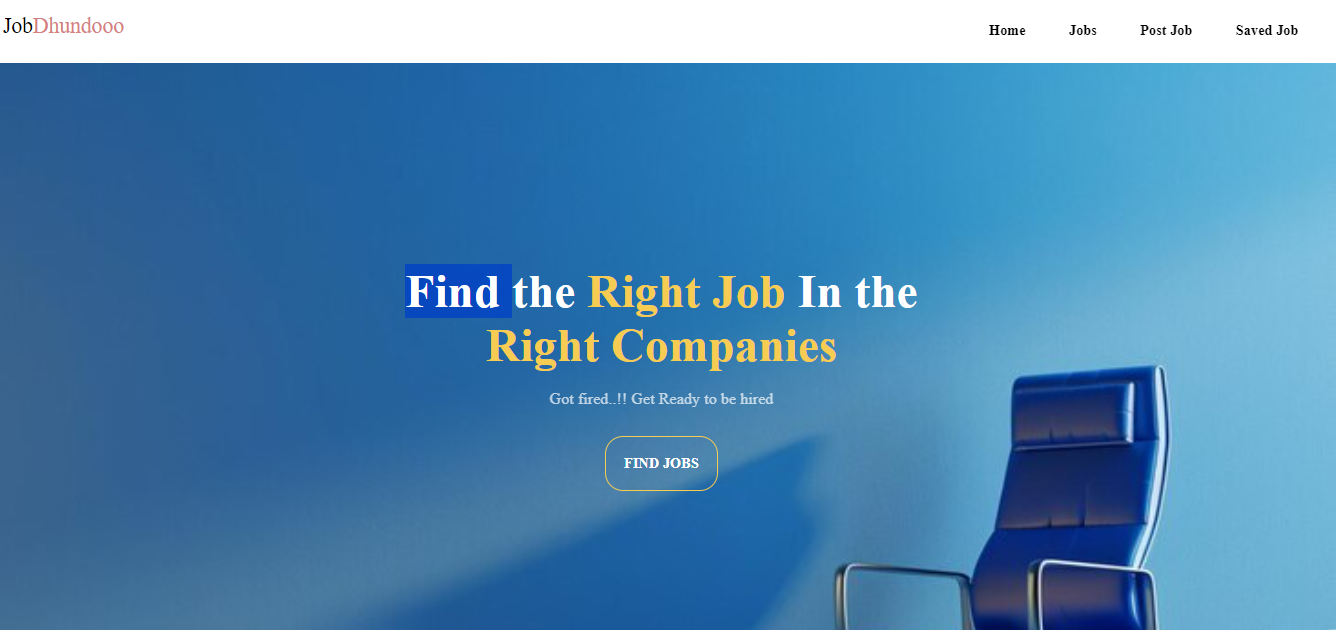 JobDhundooo
Home Jobs Post Job Saved Job
Find the Right Job In the
Right Companies
Got fired..!! Get Ready to be hired
FIND JOBS